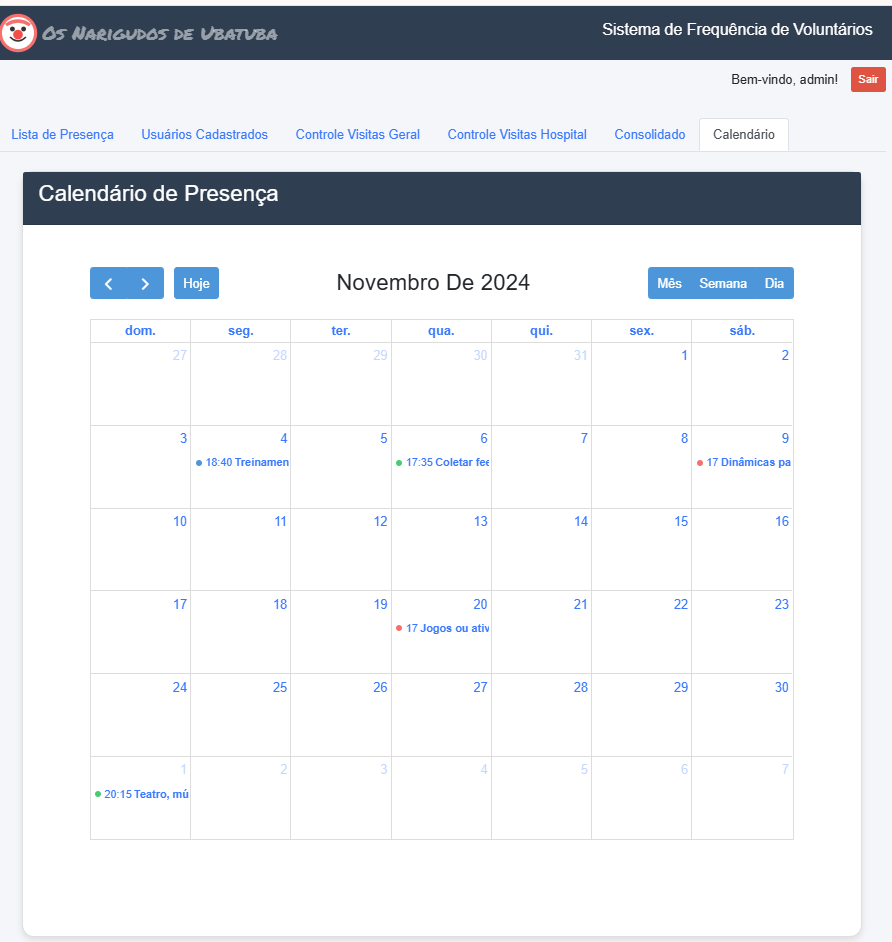 Os Narigudos de Ubatuba
Sistema de Frequência de Voluntários
Bem-vindo, admin! Sair
Lista de Presença Usuários Cadastrados Controle Visitas Geral Controle Visitas Hospital Consolidado Calendário
Calendário de Presença
Hoje Novembro De 2024 Mês Semana Dia
dom. seg. ter. qua. qui. sex. sáb.
27 28 29 30 31 1 2
3 4 5 6 7 8 9
18:40 Treinamen 17:35 Coletar fee 17 Dinâmicas pa
10 11 12 13 14 15 16
17 18 19 20 21 22 23
17 Jogos ou ativ
24 25 26 27 28 29 30
1 2 3 4 5 6 7
20:15 Teatro, mú